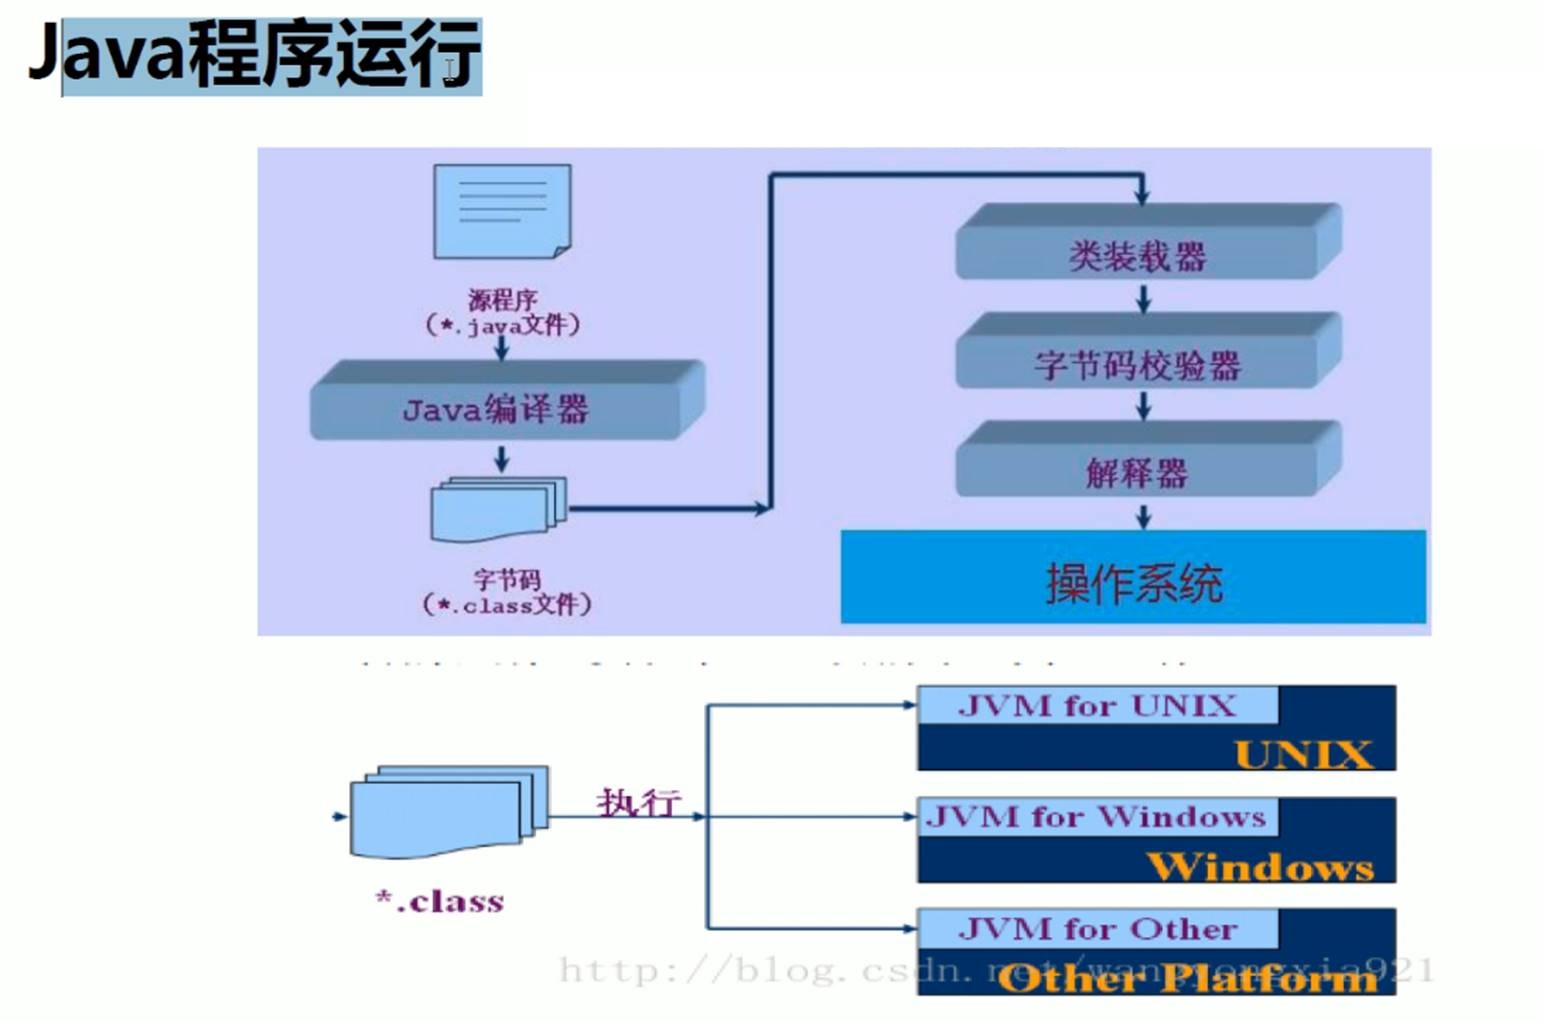 Java程序运行
源程序
(*.java文件)
Java编译器
字节码
(*.class文件)
类装载器
字节码校验器
解释器
操作系统
*.class
执行
JVM for UNIX
UNIX
JVM for Windows
Windows
JVM for Other
Other Platform
http://blog.csdn.net/wangyongxia921